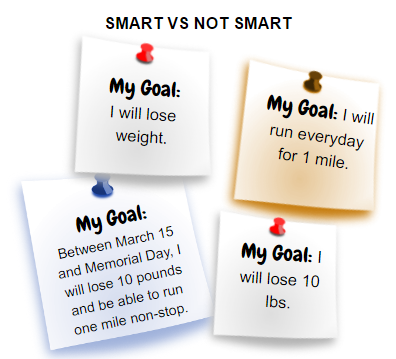 SMART VS NOT SMART
My Goal:
I will lose
weight.
My Goal: I will
run everyday
for 1 mile.
My Goal:
Between March 15
and Memorial Day, I
will lose 10 pounds
and be able to run
one mile non-stop.
My Goal: I
will lose 10
lbs.